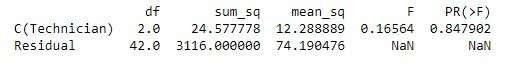 df sum_sq mean_sq F PR(>F)
C(Technician) 2.0 24.577778 12.288889 0.16564 0.847902
Residual 42.0 3116.000000 74.190476 NaN NaN